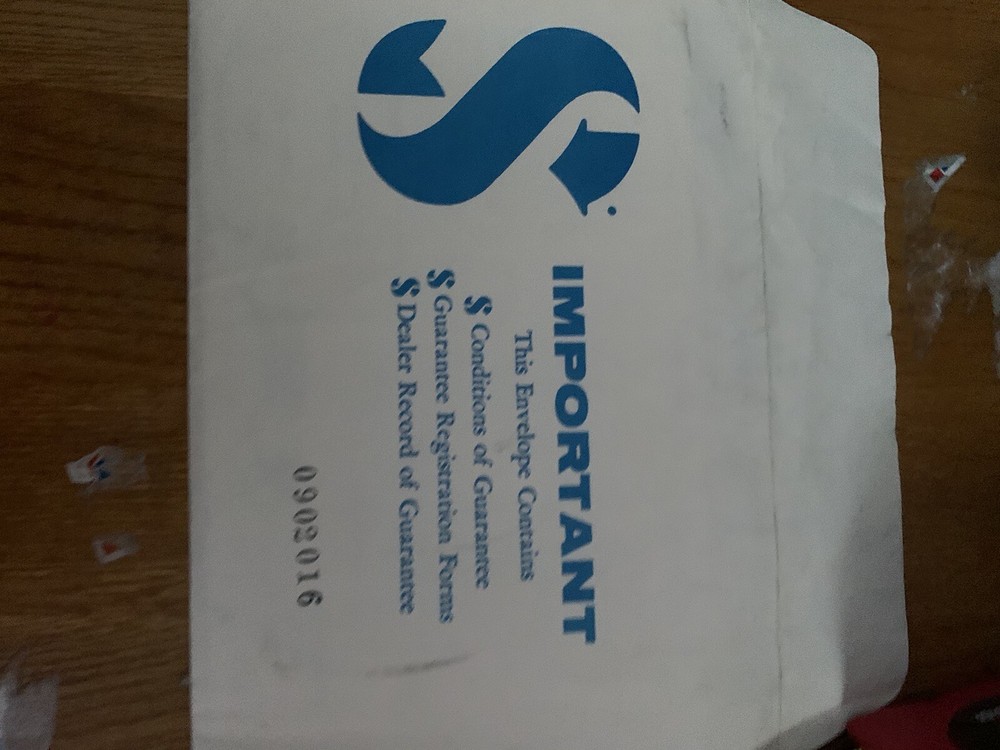 IMPORTANT
This Envelope Contains
Conditions of Guarantee
Guarantee Registration Forms
Dealer Record of Guarantee
0902016